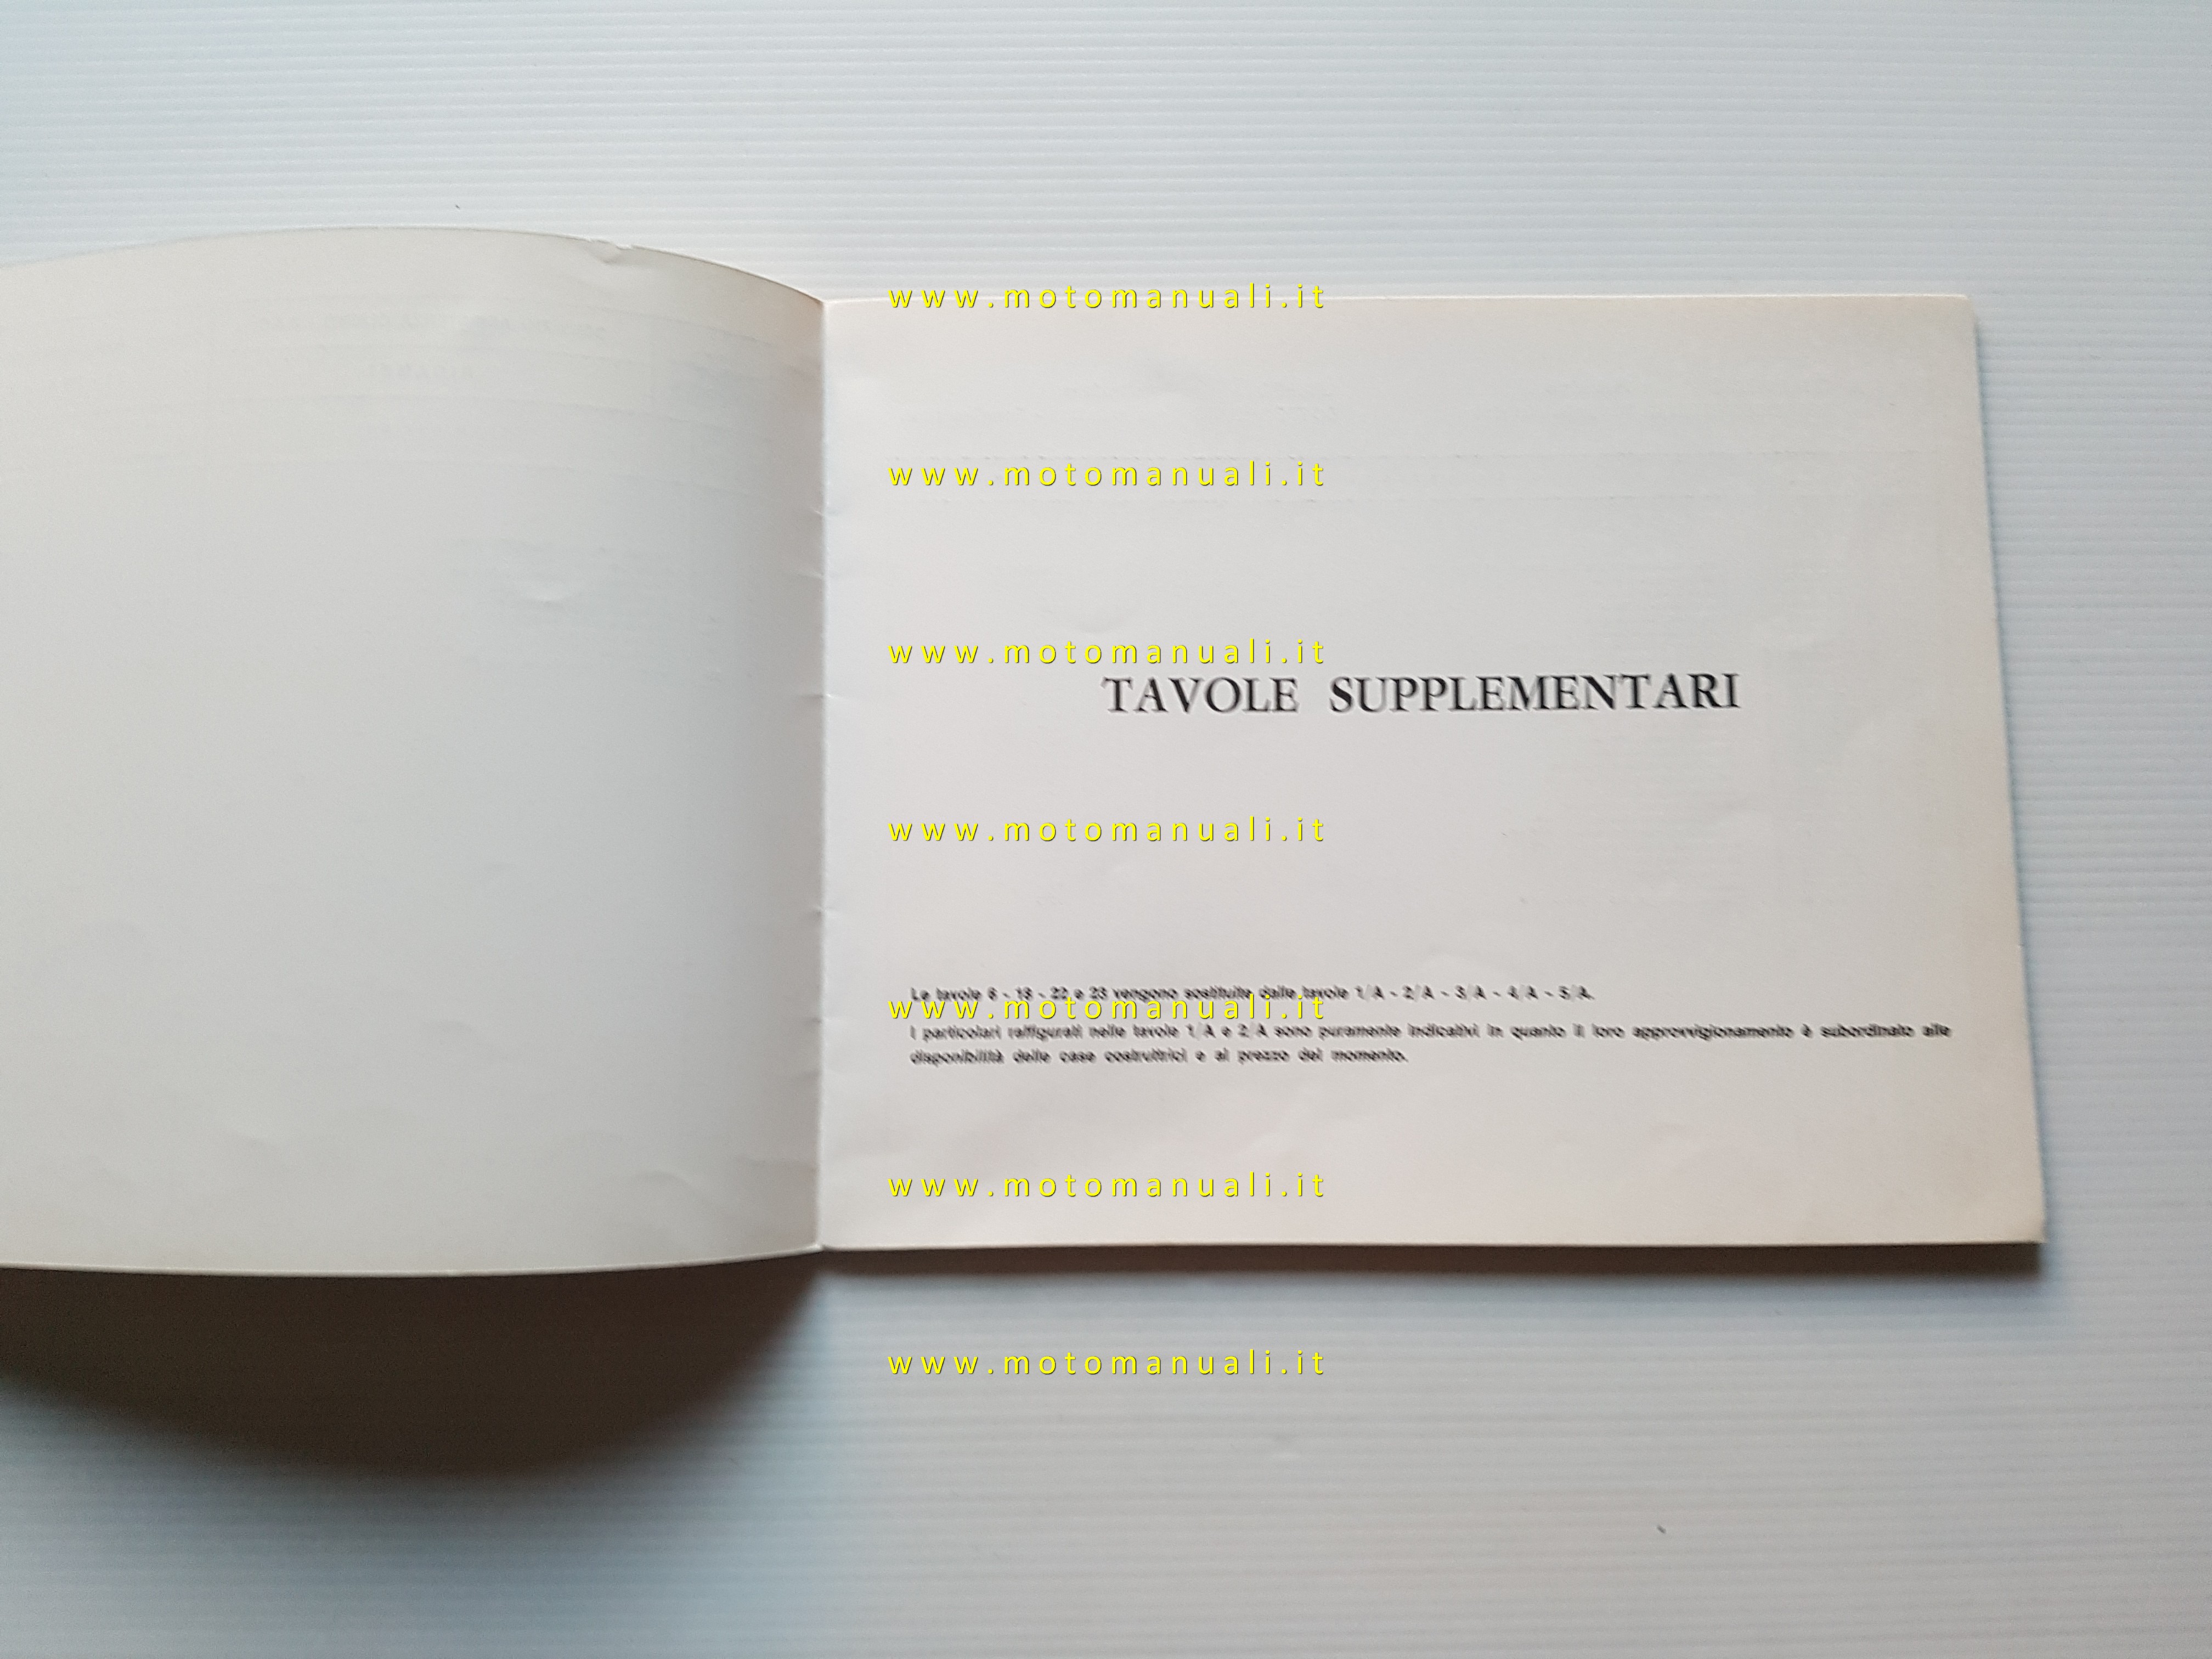 www.motomanuali.it
www.motomanuali.it
www.motomanuali.it
TAVOLE SUPPLEMENTARI
www.motomanuali.it
Le tavole 6 - 18 - 22 e 23 vengono sostituite dalle tavole 1/A - 2/A - 3/A - 4/A - 5/A.
www.motomanuali.it
I particolari raffigurati nelle tavole 1/A e 2/A sono puramente indicativi in quanto il loro approvvigionamento è subordinato alle
disponibilità delle case costruttrici e al prezzo del momento.
www.motomanuali.it
www.motomanuali.it